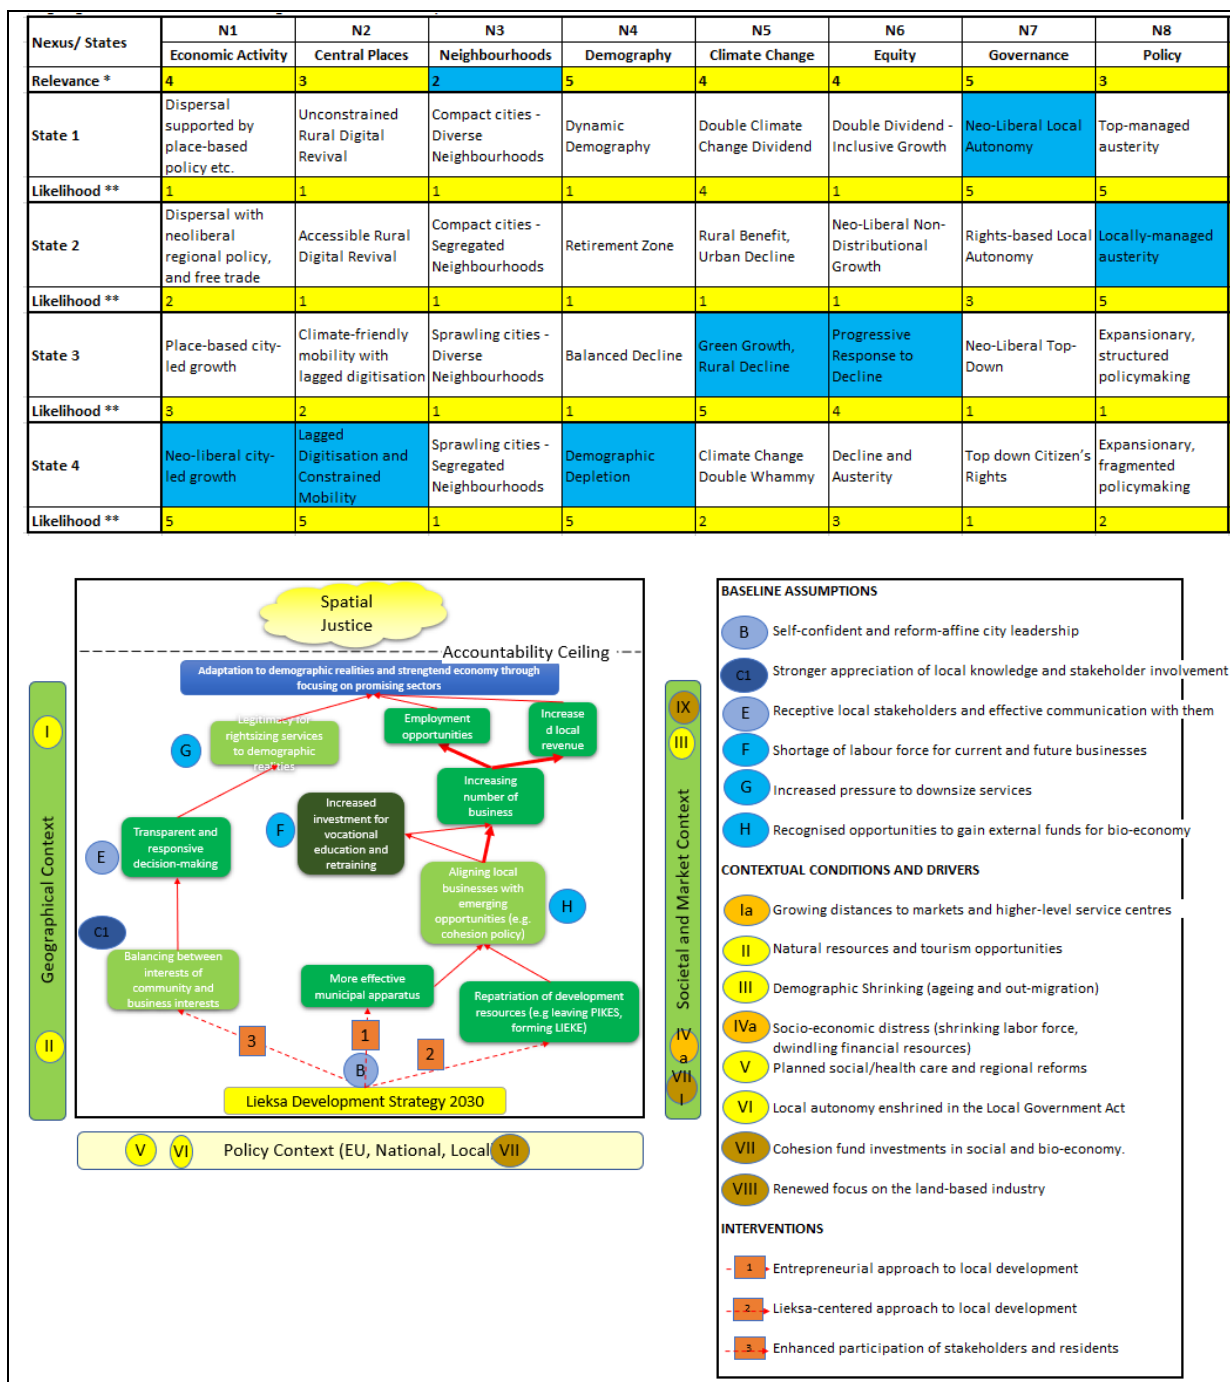 Nexus/ States
N1
N2
N3
N4
N5
N6
N7
N8
Economic Activity
Central Places
Neighbourhoods
Demography
Climate Change
Equity
Governance
Policy
Relevance *
4
3
2
5
4
4
5
3
State 1
Dispersal
supported by
place-based
policy etc.
Unconstrained
Rural Digital
Revival
Compact cities -
Diverse
Neighbourhoods
Dynamic
Demography
Double Climate
Change Dividend
Double Dividend -
Inclusive Growth
Neo-Liberal Local
Autonomy
Top-managed
austerity
Likelihood **
1
1
1
1
4
1
5
5
State 2
Dispersal with
neoliberal
regional policy,
and free trade
Accessible Rural
Digital Revival
Compact cities -
Segregated
Neighbourhoods
Retirement Zone
Rural Benefit,
Urban Decline
Neo-Liberal Non-
Distributional
Growth
Rights-based Local
Autonomy
Locally-managed
austerity
Likelihood **
2
1
1
1
1
1
3
5
State 3
Place-based city-
led growth
Climate-friendly
mobility with
lagged digitisation
Sprawling cities -
Diverse
Neighbourhoods
Balanced Decline
Green Growth,
Rural Decline
Progressive
Response to
Decline
Neo-Liberal Top-
Down
Expansionary,
structured
policymaking
Likelihood **
3
2
1
1
5
4
1
1
State 4
Neo-liberal city-
led growth
Lagged
Digitisation and
Constrained
Mobility
Sprawling cities -
Segregated
Neighbourhoods
Demographic
Depletion
Climate Change
Double Whammy
Decline and
Austerity
Top down Citizen's
Rights
Expansionary,
fragmented
policymaking
Likelihood **
5
5
1
5
2
3
1
2
Spatial
Justice
Accountability Ceiling
Adaptation to demographic realities and strengtend economy through
focusing on promising sectors
Legitimacy for
rightsizing services
to demographic
realities
Employment
opportunities
Increase
d local
revenue
G
Increasing
number of
business
Increased
investment for
vocational
education and
retraining
F
Transparent and
responsive
decision-making
E
Aligning local
businesses with
emerging
opportunities (e.g.
cohesion policy)
H
C1
Balancing between
interests of
community and
business interests
More effective
municipal apparatus
Repatriation of development
resources (e.g leaving PIKES,
forming LIEKE)
3
1
2
B
Lieksa Development Strategy 2030
Geographical Context
I
II
Societal and Market Context
IX
III
IV
a
VII
I
V
VI
Policy Context (EU, National, Local)
VII
BASELINE ASSUMPTIONS
B Self-confident and reform-affine city leadership
C1 Stronger appreciation of local knowledge and stakeholder involvement
E Receptive local stakeholders and effective communication with them
F Shortage of labour force for current and future businesses
G Increased pressure to downsize services
H Recognised opportunities to gain external funds for bio-economy
CONTEXTUAL CONDITIONS AND DRIVERS
Ia Growing distances to markets and higher-level service centres
II Natural resources and tourism opportunities
III Demographic Shrinking (ageing and out-migration)
IVa Socio-economic distress (shrinking labor force,
dwindling financial resources)
V Planned social/health care and regional reforms
VI Local autonomy enshrined in the Local Government Act
VII Cohesion fund investments in social and bio-economy.
VIII Renewed focus on the land-based industry
INTERVENTIONS
1 Entrepreneurial approach to local development
2 Lieksa-centered approach to local development
3 Enhanced participation of stakeholders and residents